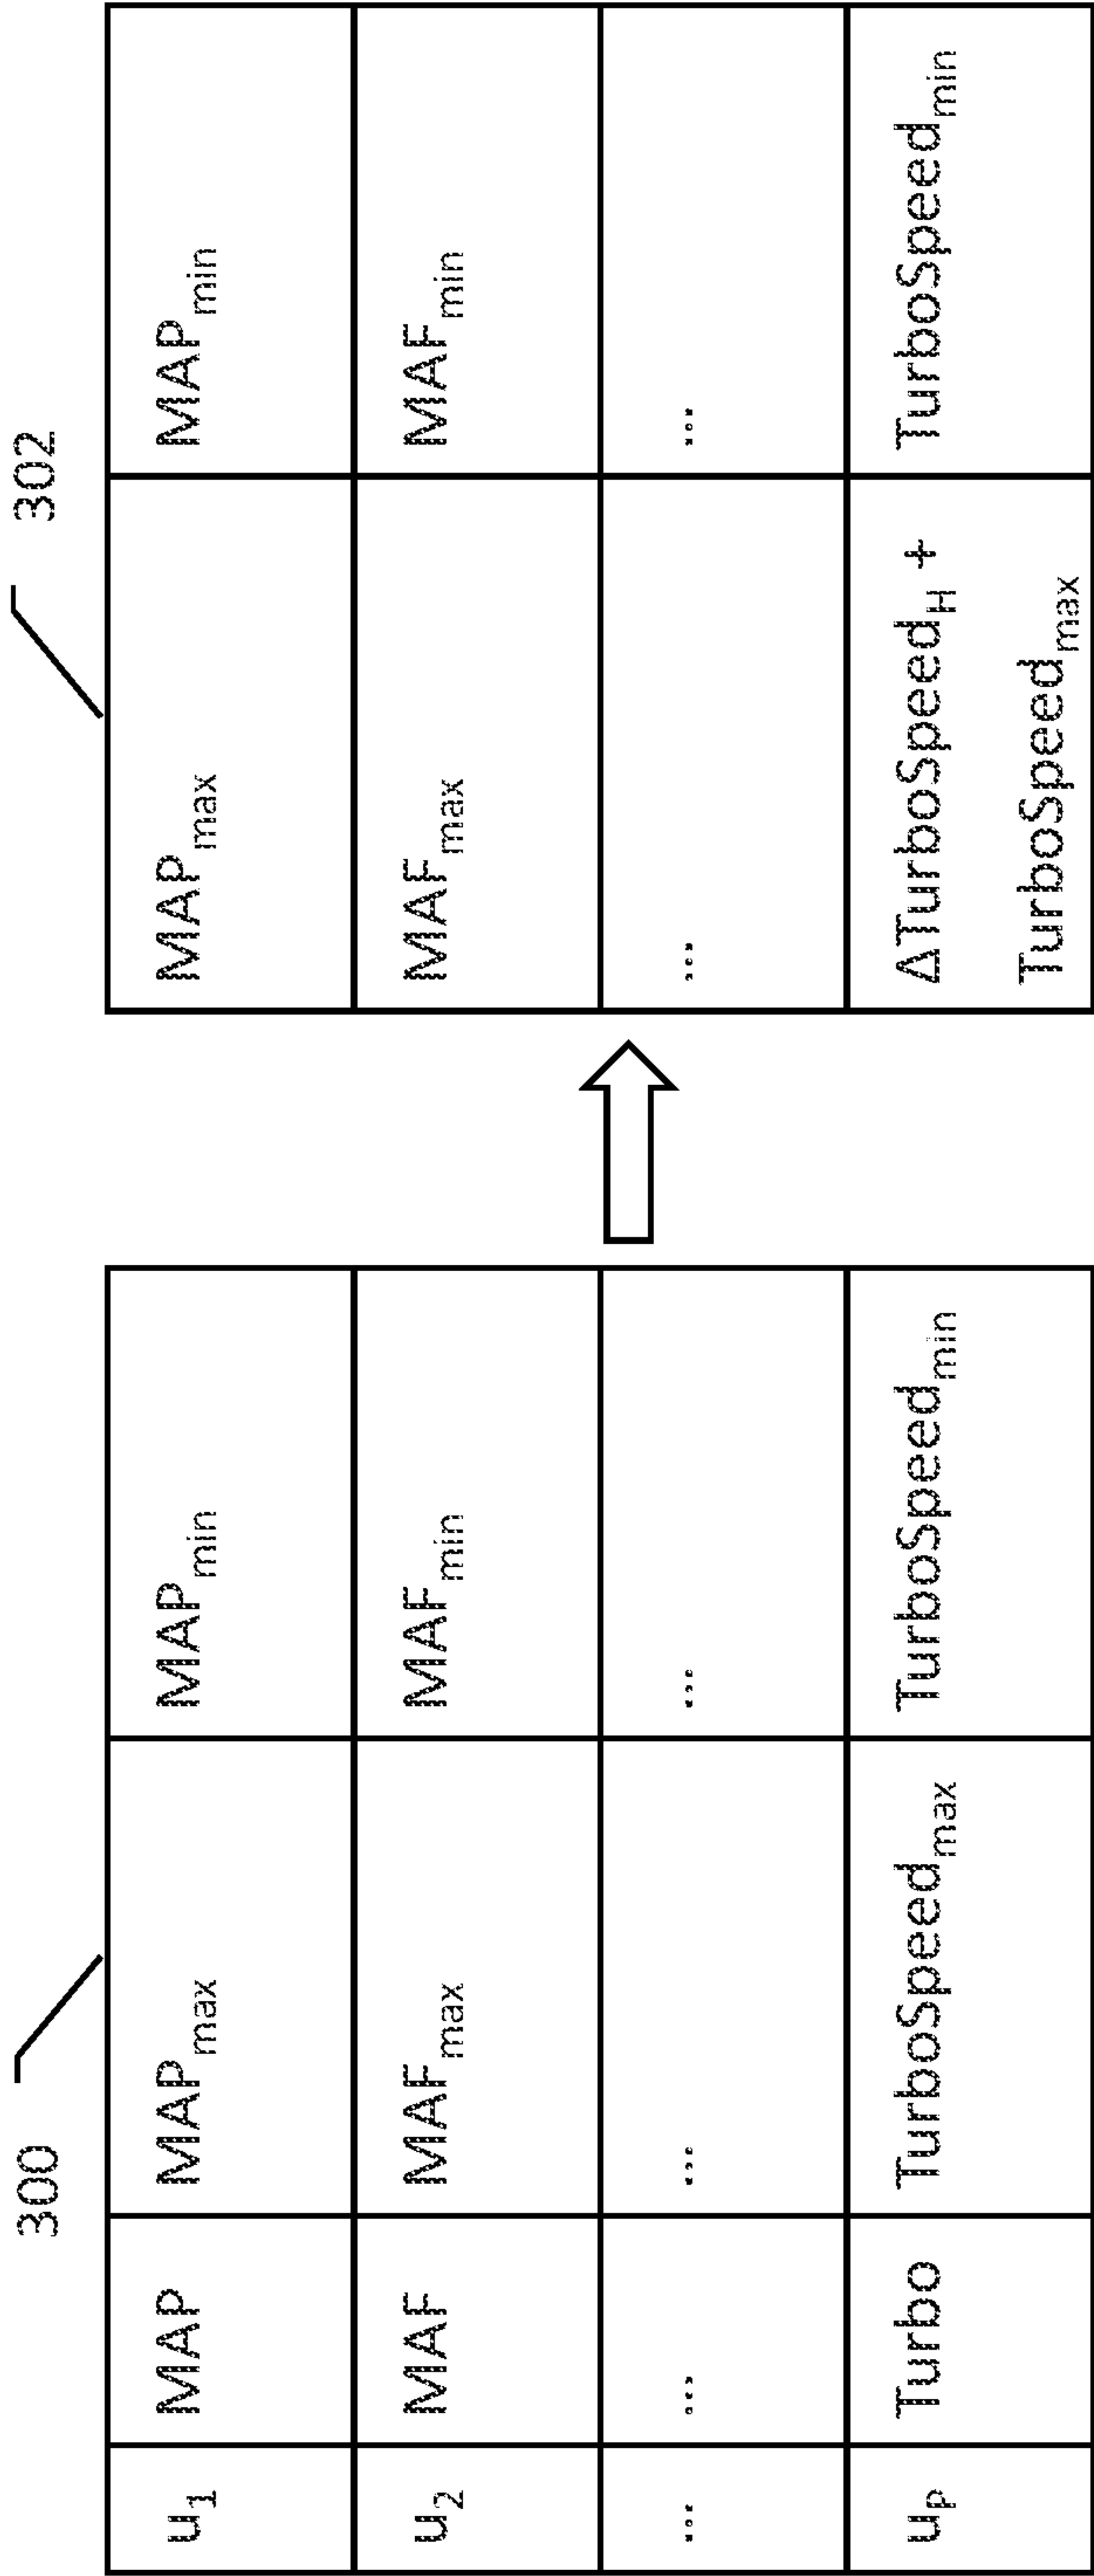 300
302
u1 MAP MAPmax MAPmin MAPmax MAPmin
u2 MAF MAFmax MAFmin MAFmax MAFmin
... ... ... ... ... ...
up Turbo TurboSpeedmax TurboSpeedmin ΔTurboSpeedH + TurboSpeedmin
TurboSpeedmax